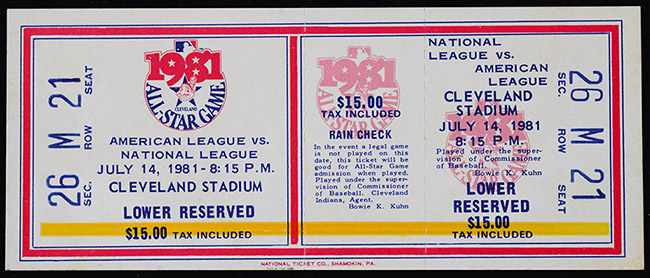 26 M 21
SEC. ROW SEAT
1981
ALL-STAR GAME
CLEVELAND
AMERICAN LEAGUE VS.
NATIONAL LEAGUE
JULY 14, 1981 - 8:15 P.M.
CLEVELAND STADIUM
LOWER RESERVED
$15.00 TAX INCLUDED
1981
ALL-STAR GAME
$15.00
TAX INCLUDED
RAIN CHECK
In the event a legal game
is not played on this
date, this ticket will be
good for All-Star Game
admission when played.
Played under the super-
vision of Commissioner
of Baseball. Cleveland
Indians, Agent.
Bowie K. Kuhn
NATIONAL
LEAGUE VS.
AMERICAN
LEAGUE
CLEVELAND
STADIUM
JULY 14, 1981
8:15 P.M.
Played under the super-
vision of Commissioner
of Baseball.
Bowie K. Kuhn
LOWER
RESERVED
$15.00
TAX INCLUDED
26 M 21
SEC. ROW SEAT
NATIONAL TICKET CO., SHAMOKIN, PA.